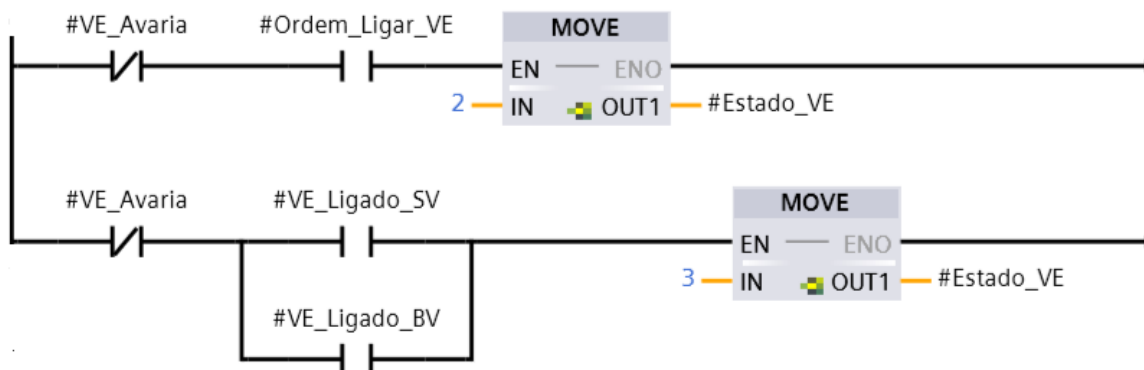 #VE_Avaria #Ordem_Ligar_VE MOVE
EN ENO
2 IN OUT1 #Estado_VE
#VE_Avaria #VE_Ligado_SV MOVE
EN ENO
3 IN OUT1 #Estado_VE
#VE_Ligado_BV